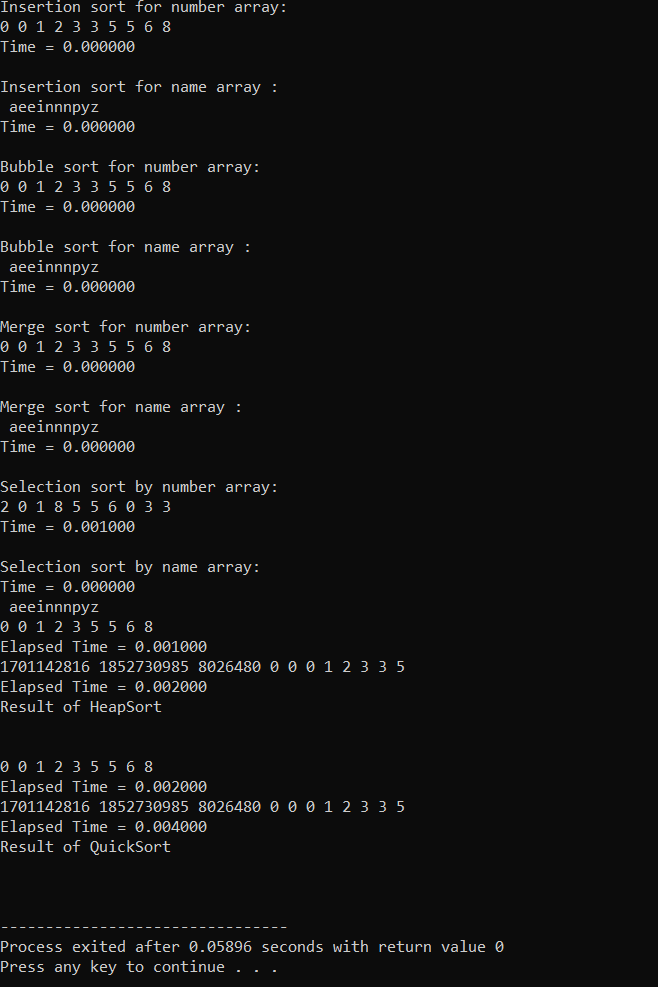 Insertion sort for number array:
0 0 1 2 3 3 5 5 6 8
Time = 0.000000
Insertion sort for name array :
 aeeinnnpyz
Time = 0.000000
Bubble sort for number array:
0 0 1 2 3 3 5 5 6 8
Time = 0.000000
Bubble sort for name array :
 aeeinnnpyz
Time = 0.000000
Merge sort for number array:
0 0 1 2 3 3 5 5 6 8
Time = 0.000000
Merge sort for name array :
 aeeinnnpyz
Time = 0.000000
Selection sort by number array:
2 0 1 8 5 5 6 0 3 3
Time = 0.001000
Selection sort by name array:
Time = 0.000000
 aeeinnnpyz
0 0 1 2 3 5 5 6 8
Elapsed Time = 0.001000
1701142816 1852730985 8026480 0 0 0 1 2 3 3 5
Elapsed Time = 0.002000
Result of HeapSort
0 0 1 2 3 5 5 6 8
Elapsed Time = 0.002000
1701142816 1852730985 8026480 0 0 0 1 2 3 3 5
Elapsed Time = 0.004000
Result of QuickSort
--------------------------------
Process exited after 0.05896 seconds with return value 0
Press any key to continue . . .